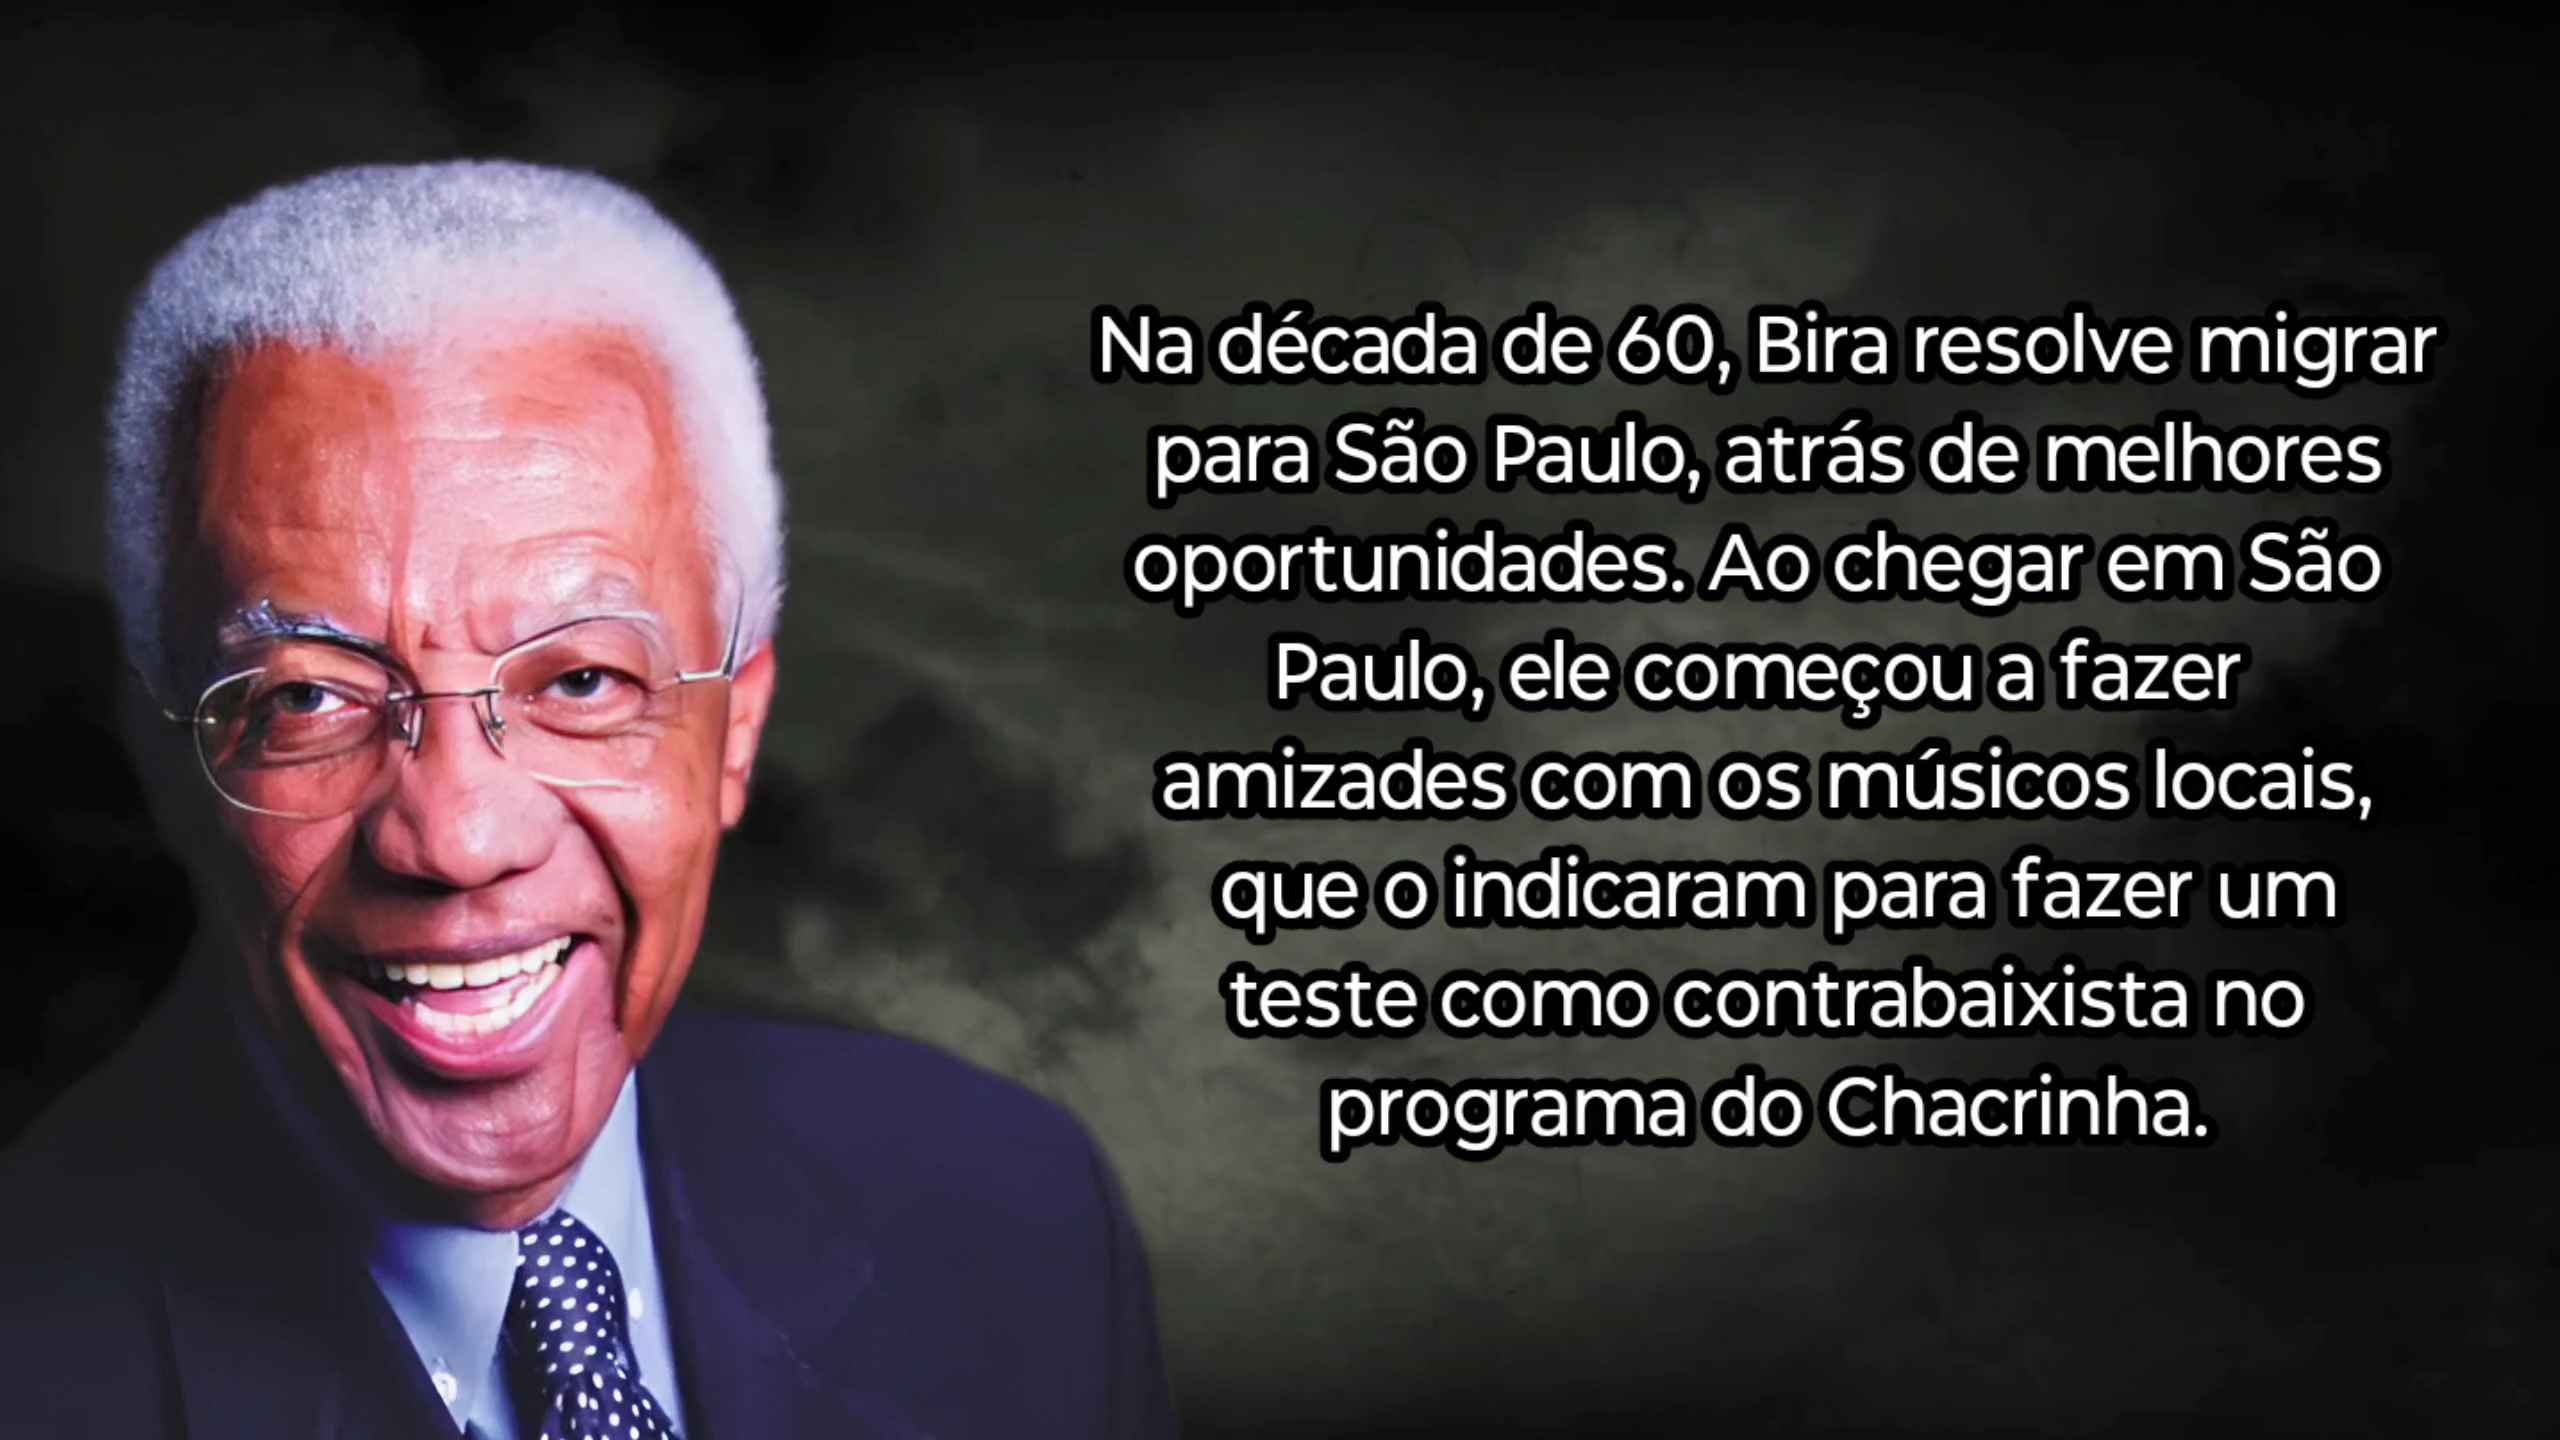 Na década de 60, Bira resolve migrar
para São Paulo, atrás de melhores
oportunidades. Ao chegar em São
Paulo, ele começou a fazer
amizades com os músicos locais,
que o indicaram para fazer um
teste como contrabaixista no
programa do Chacrinha.